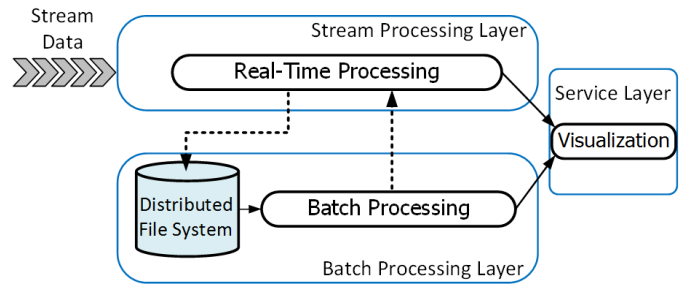 Stream
Data
Stream Processing Layer
Real-Time Processing
Service Layer
Visualization
Distributed
File System
Batch Processing
Batch Processing Layer